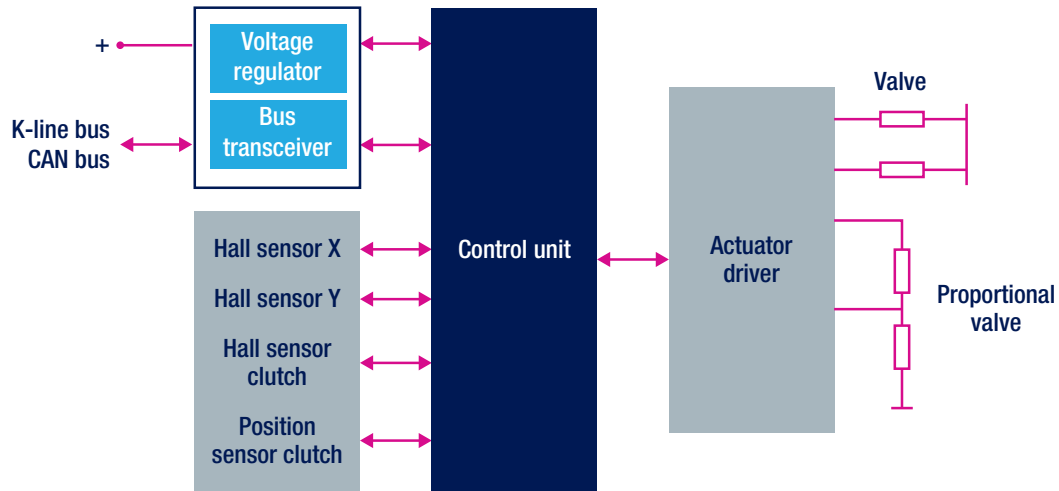 +
Voltage
regulator
K-line bus
CAN bus
Bus
transceiver
Hall sensor X
Hall sensor Y
Hall sensor
clutch
Position
sensor clutch
Control unit
Actuator
driver
Valve
Proportional
valve